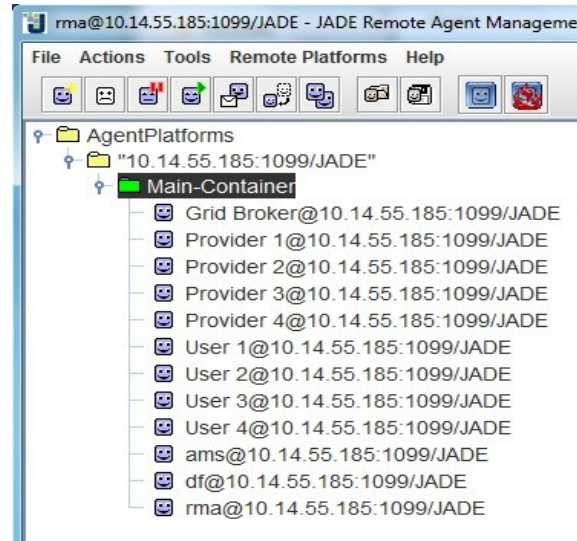 rma@10.14.55.185:1099/JADE - JADE Remote Agent Manageme
File Actions Tools Remote Platforms Help
AgentPlatforms
"10.14.55.185:1099/JADE"
Main-Container
Grid Broker@10.14.55.185:1099/JADE
Provider 1@10.14.55.185:1099/JADE
Provider 2@10.14.55.185:1099/JADE
Provider 3@10.14.55.185:1099/JADE
Provider 4@10.14.55.185:1099/JADE
User 1@10.14.55.185:1099/JADE
User 2@10.14.55.185:1099/JADE
User 3@10.14.55.185:1099/JADE
User 4@10.14.55.185:1099/JADE
ams@10.14.55.185:1099/JADE
df@10.14.55.185:1099/JADE
rma@10.14.55.185:1099/JADE